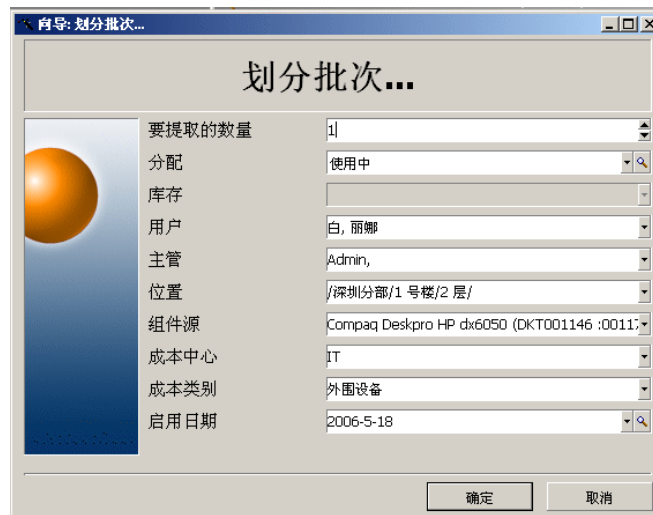 向导: 划分批次...
划分批次...
要提取的数量 1
分配 使用中
库存
用户 白, 丽娜
主管 Admin,
位置 /深圳分部/1 号楼/2 层/
组件源 Compaq Deskpro HP dx6050 (DKT001146 :00117
成本中心 IT
成本类别 外围设备
启用日期 2006-5-18
确定 取消